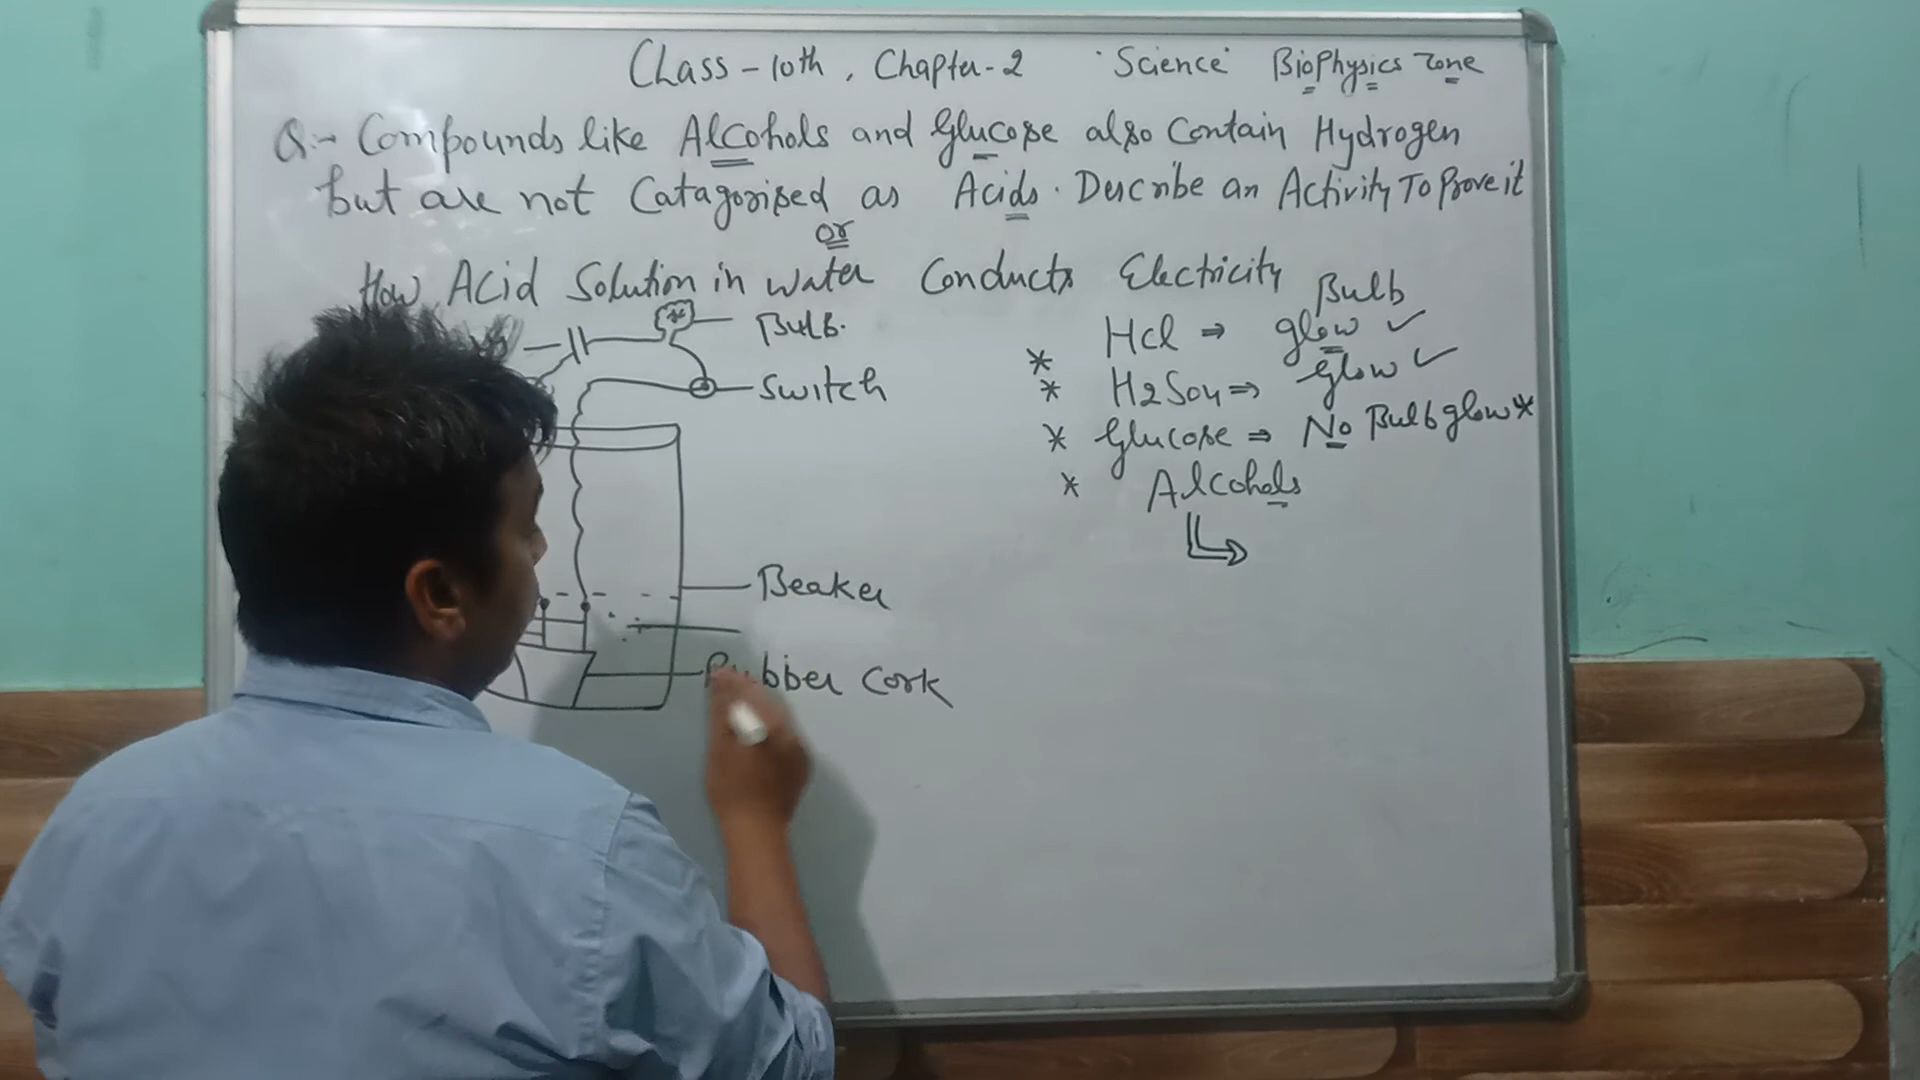 Class - 10th, Chapter-2 'Science' BioPhysics Zone
Q:- Compounds like Alcohols and Glucose also Contain Hydrogen
but are not Catagorised as Acids. Describe an Activity To Prove it
or
How Acid Solution in water Conducts Electricity
Bulb.
Switch
Beaker
Rubber Cork
Bulb
* HCl ⇒ glow ✓
* H2SO4 ⇒ Glow ✓
* Glucose ⇒ No Bulb glow *
* Alcohols